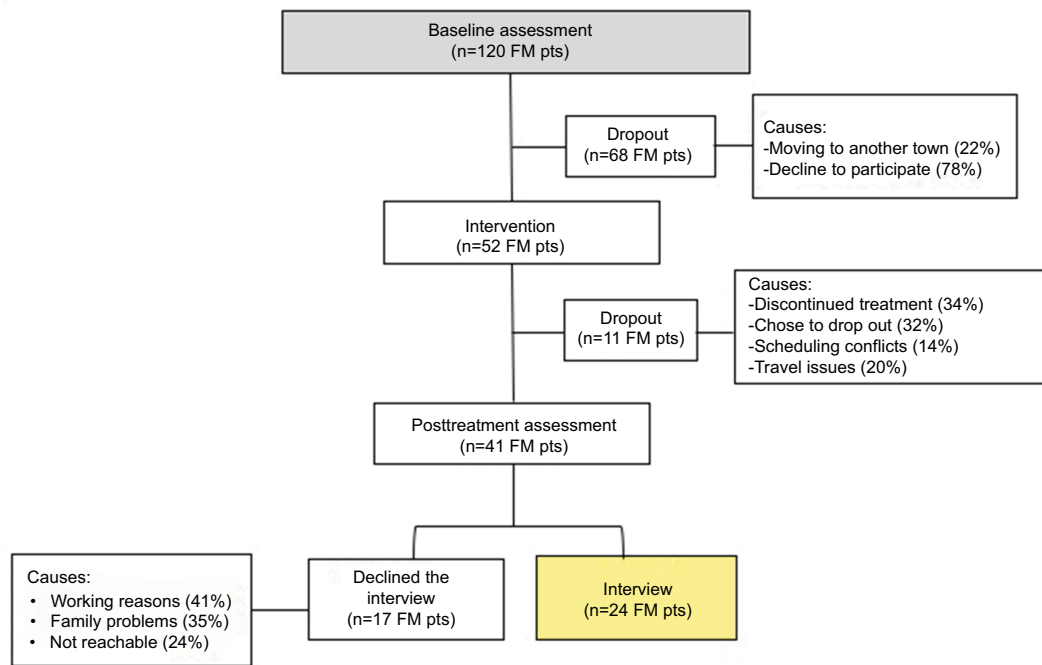 Baseline assessment
(n=120 FM pts)
Dropout
(n=68 FM pts)
Causes:
-Moving to another town (22%)
-Decline to participate (78%)
Intervention
(n=52 FM pts)
Dropout
(n=11 FM pts)
Causes:
-Discontinued treatment (34%)
-Chose to drop out (32%)
-Scheduling conflicts (14%)
-Travel issues (20%)
Posttreatment assessment
(n=41 FM pts)
Causes:
• Working reasons (41%)
• Family problems (35%)
• Not reachable (24%)
Declined the
interview
(n=17 FM pts)
Interview
(n=24 FM pts)